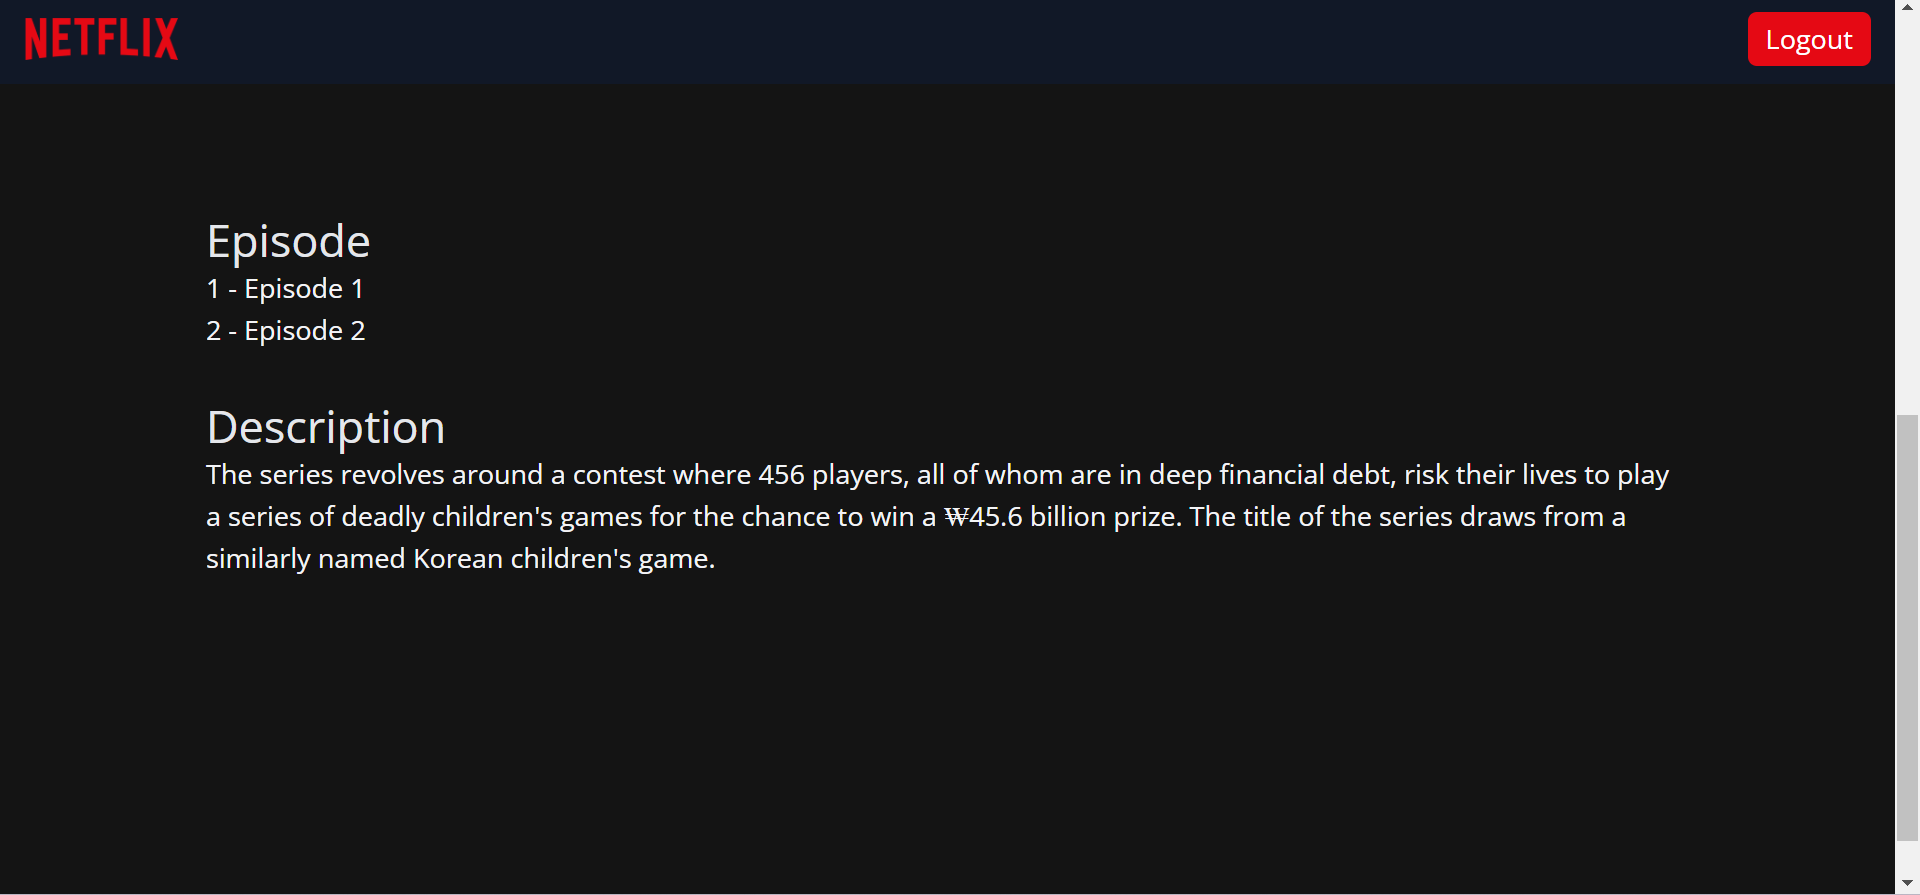 NETFLIX
Logout
Episode
1 - Episode 1
2 - Episode 2
Description
The series revolves around a contest where 456 players, all of whom are in deep financial debt, risk their lives to play
a series of deadly children's games for the chance to win a ₩45.6 billion prize. The title of the series draws from a
similarly named Korean children's game.